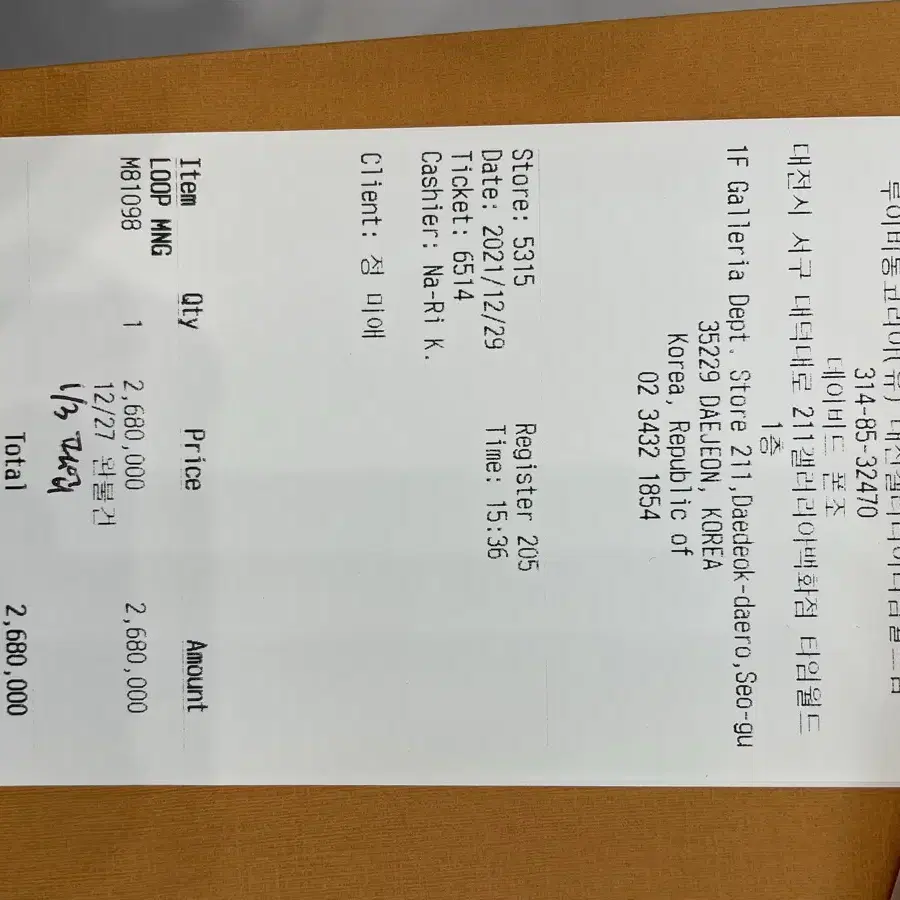 314-85-32470
데이비드 폰조
대전시 서구 대덕대로 211갤러리아백화점 타임월드
1층
1F Galleria Dept. Store 211,Daedeok-daero,Seo-gu
35229 DAEJEON, KOREA
Korea, Republic of
02 3432 1854
Store: 5315 Register 205
Date: 2021/12/29 Time: 15:36
Ticket: 6514
Cashier: Na-Ri K.
Client: 정 미애
Item Qty Price Amount
LOOP MNG
M81098 1 2,680,000 2,680,000
12/27 완불건
1/3
Total 2,680,000